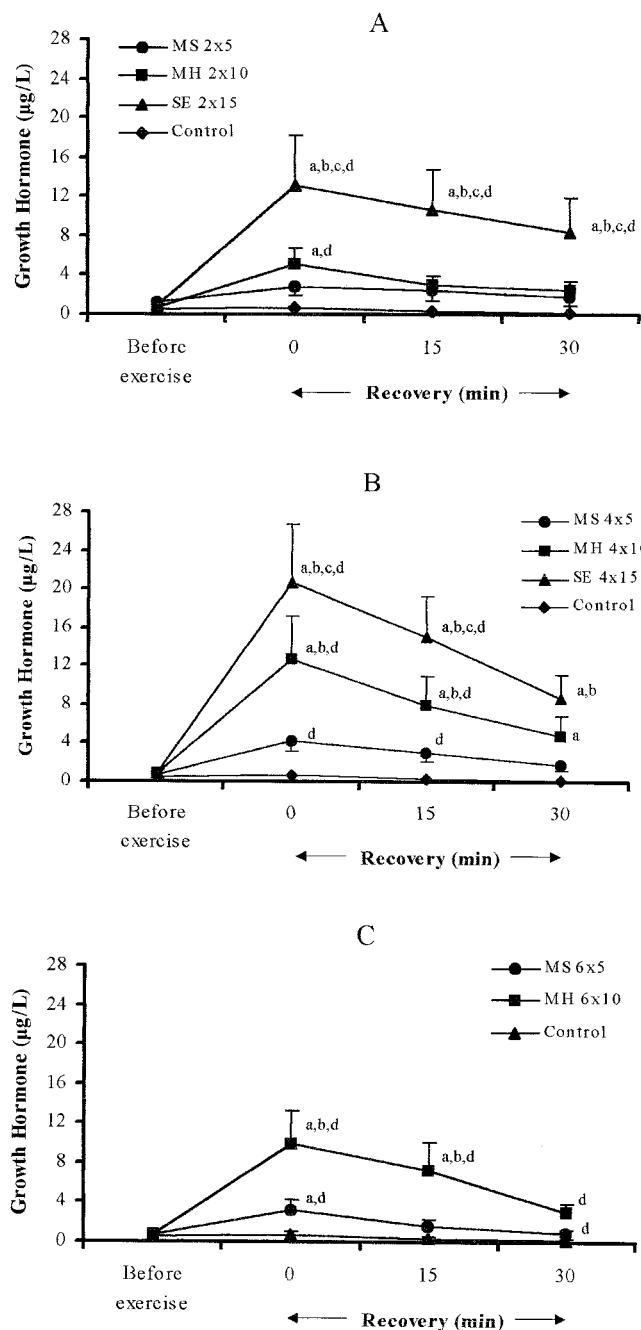 A
28
24
20
16
12
8
4
0
Growth Hormone (µg/L)
MS 2x5
MH 2x10
SE 2x15
Control
a,b,c,d
a,b,c,d
a,b,c,d
a,d
Before
exercise
0
15
30
Recovery (min)
B
28
24
20
16
12
8
4
0
Growth Hormone (µg/L)
MS 4x5
MH 4x10
SE 4x15
Control
a,b,c,d
a,b,c,d
a,b
a,b,d
a,b,d
a
d
d
Before
exercise
0
15
30
Recovery (min)
C
28
24
20
16
12
8
4
0
Growth Hormone (µg/L)
MS 6x5
MH 6x10
Control
a,b,d
a,b,d
d
a,d
d
Before
exercise
0
15
30
Recovery (min)